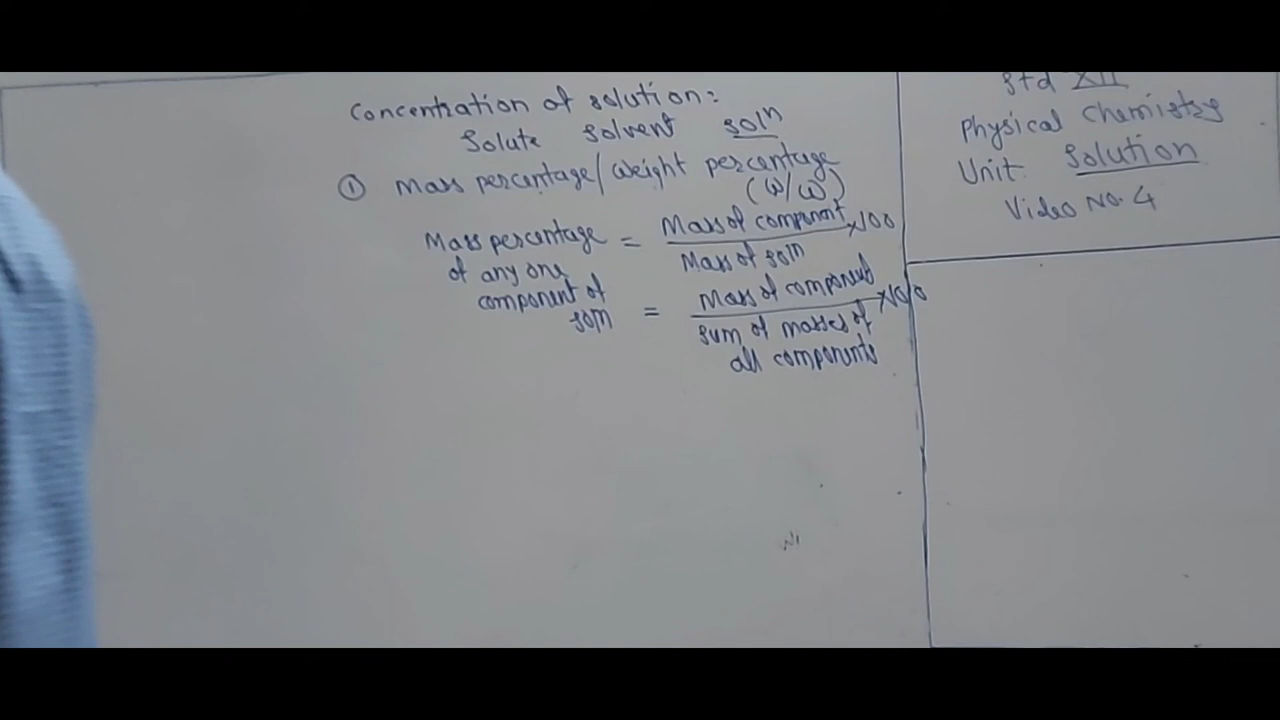 Concentration of solution:
Solute Solvent solⁿ
① Mass percentage/Weight percentage
(W/W)
Mass percentage of any one component of solⁿ = Mass of component / Mass of solⁿ ×100
= Mass of component / sum of masses of all components ×100
Std XII
Physical Chemistry
Unit: Solution
Video No. 4